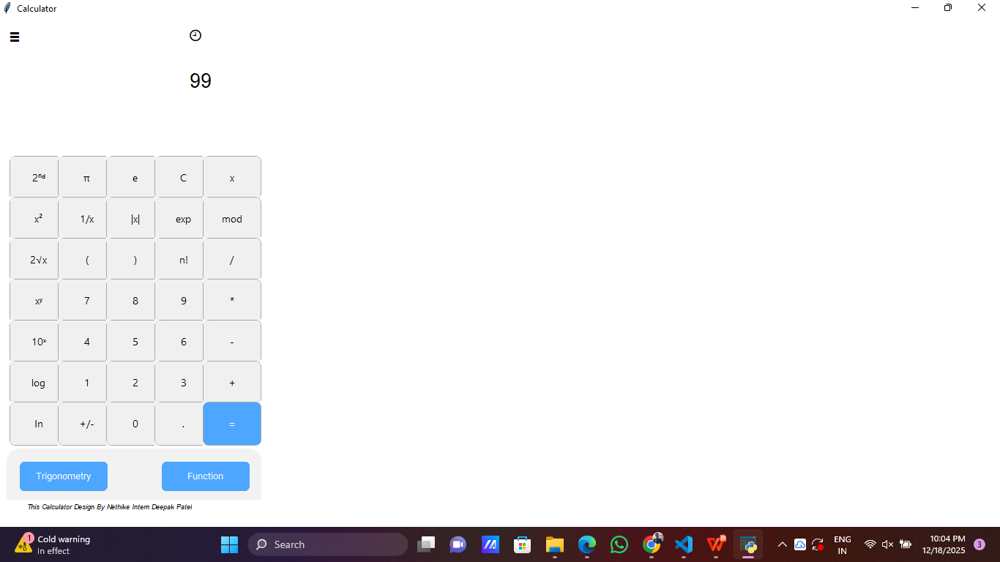 Calculator
99
2ⁿᵈ π e C x
x² 1/x |x| exp mod
2√x ( ) n! /
xʸ 7 8 9 *
10ˣ 4 5 6 -
log 1 2 3 +
ln +/- 0 . =
Trigonometry Function
This Calculator Design By Nethike Intern Deepak Patel
1 Cold warning
In effect
Search
ENG
IN
10:04 PM
12/18/2025
3